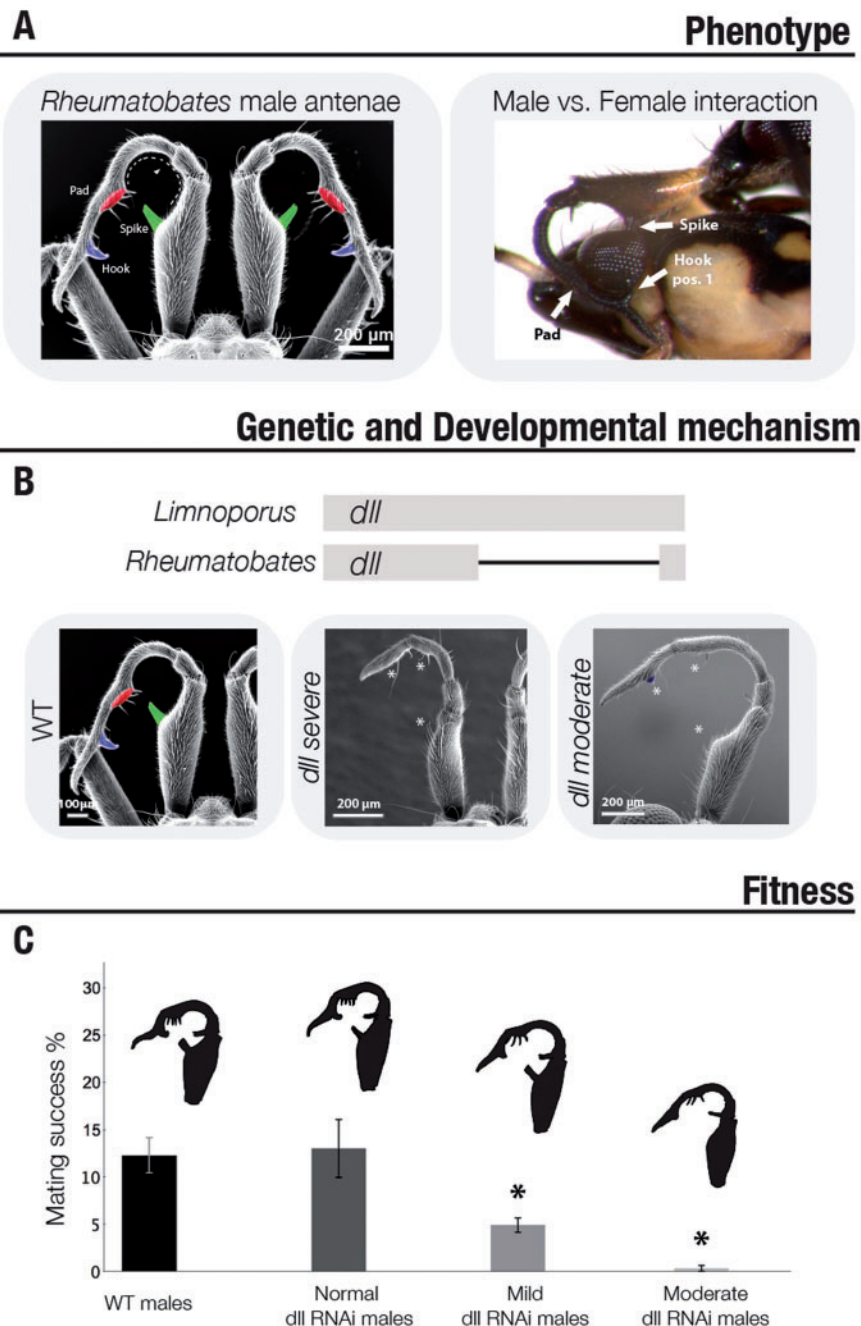 A
Phenotype
Rheumatobates male antenae
Pad
Spike
Hook
200 µm
Male vs. Female interaction
Spike
Hook
pos. 1
Pad
Genetic and Developmental mechanism
B
Limnoporus
dll
Rheumatobates
dll
WT
100µm
dll severe
*
*
*
200 µm
dll moderate
*
*
*
200 µm
Fitness
C
Mating success %
30
25
20
15
10
5
0
*
*
WT males
Normal
dll RNAi males
Mild
dll RNAi males
Moderate
dll RNAi males